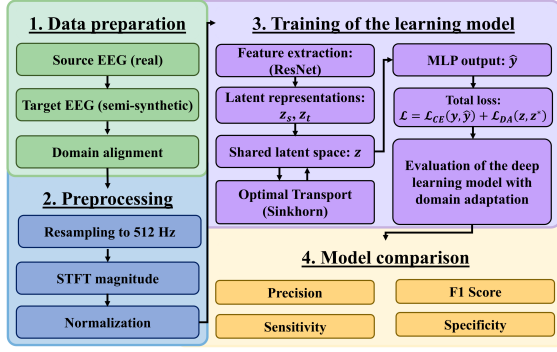 1. Data preparation
Source EEG (real)
Target EEG (semi-synthetic)
Domain alignment
2. Preprocessing
Resampling to 512 Hz
STFT magnitude
Normalization
3. Training of the learning model
Feature extraction:
(ResNet)
Latent representations:
𝒛ₛ, 𝒛ₜ
Shared latent space: 𝒛
Optimal Transport
(Sinkhorn)
MLP output: ŷ
Total loss:
ℒ = ℒ_CE(y, ŷ) + ℒ_DA(z, z*)
Evaluation of the deep
learning model with
domain adaptation
4. Model comparison
Precision
F1 Score
Sensitivity
Specificity